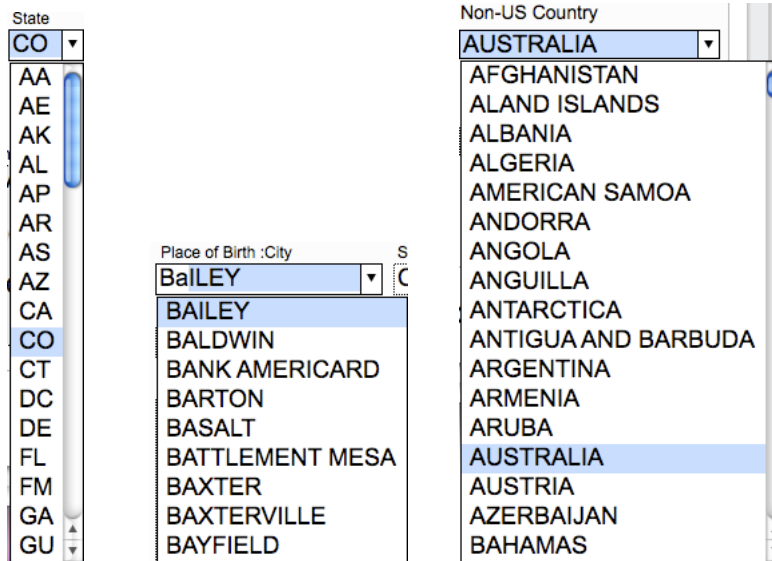 State
CO
AA
AE
AK
AL
AP
AR
AS
AZ
CA
CO
CT
DC
DE
FL
FM
GA
GU
Place of Birth :City
S
BaILEY
C
BAILEY
BALDWIN
BANK AMERICARD
BARTON
BASALT
BATTLEMENT MESA
BAXTER
BAXTERVILLE
BAYFIELD
Non-US Country
AUSTRALIA
AFGHANISTAN
ALAND ISLANDS
ALBANIA
ALGERIA
AMERICAN SAMOA
ANDORRA
ANGOLA
ANGUILLA
ANTARCTICA
ANTIGUA AND BARBUDA
ARGENTINA
ARMENIA
ARUBA
AUSTRALIA
AUSTRIA
AZERBAIJAN
BAHAMAS